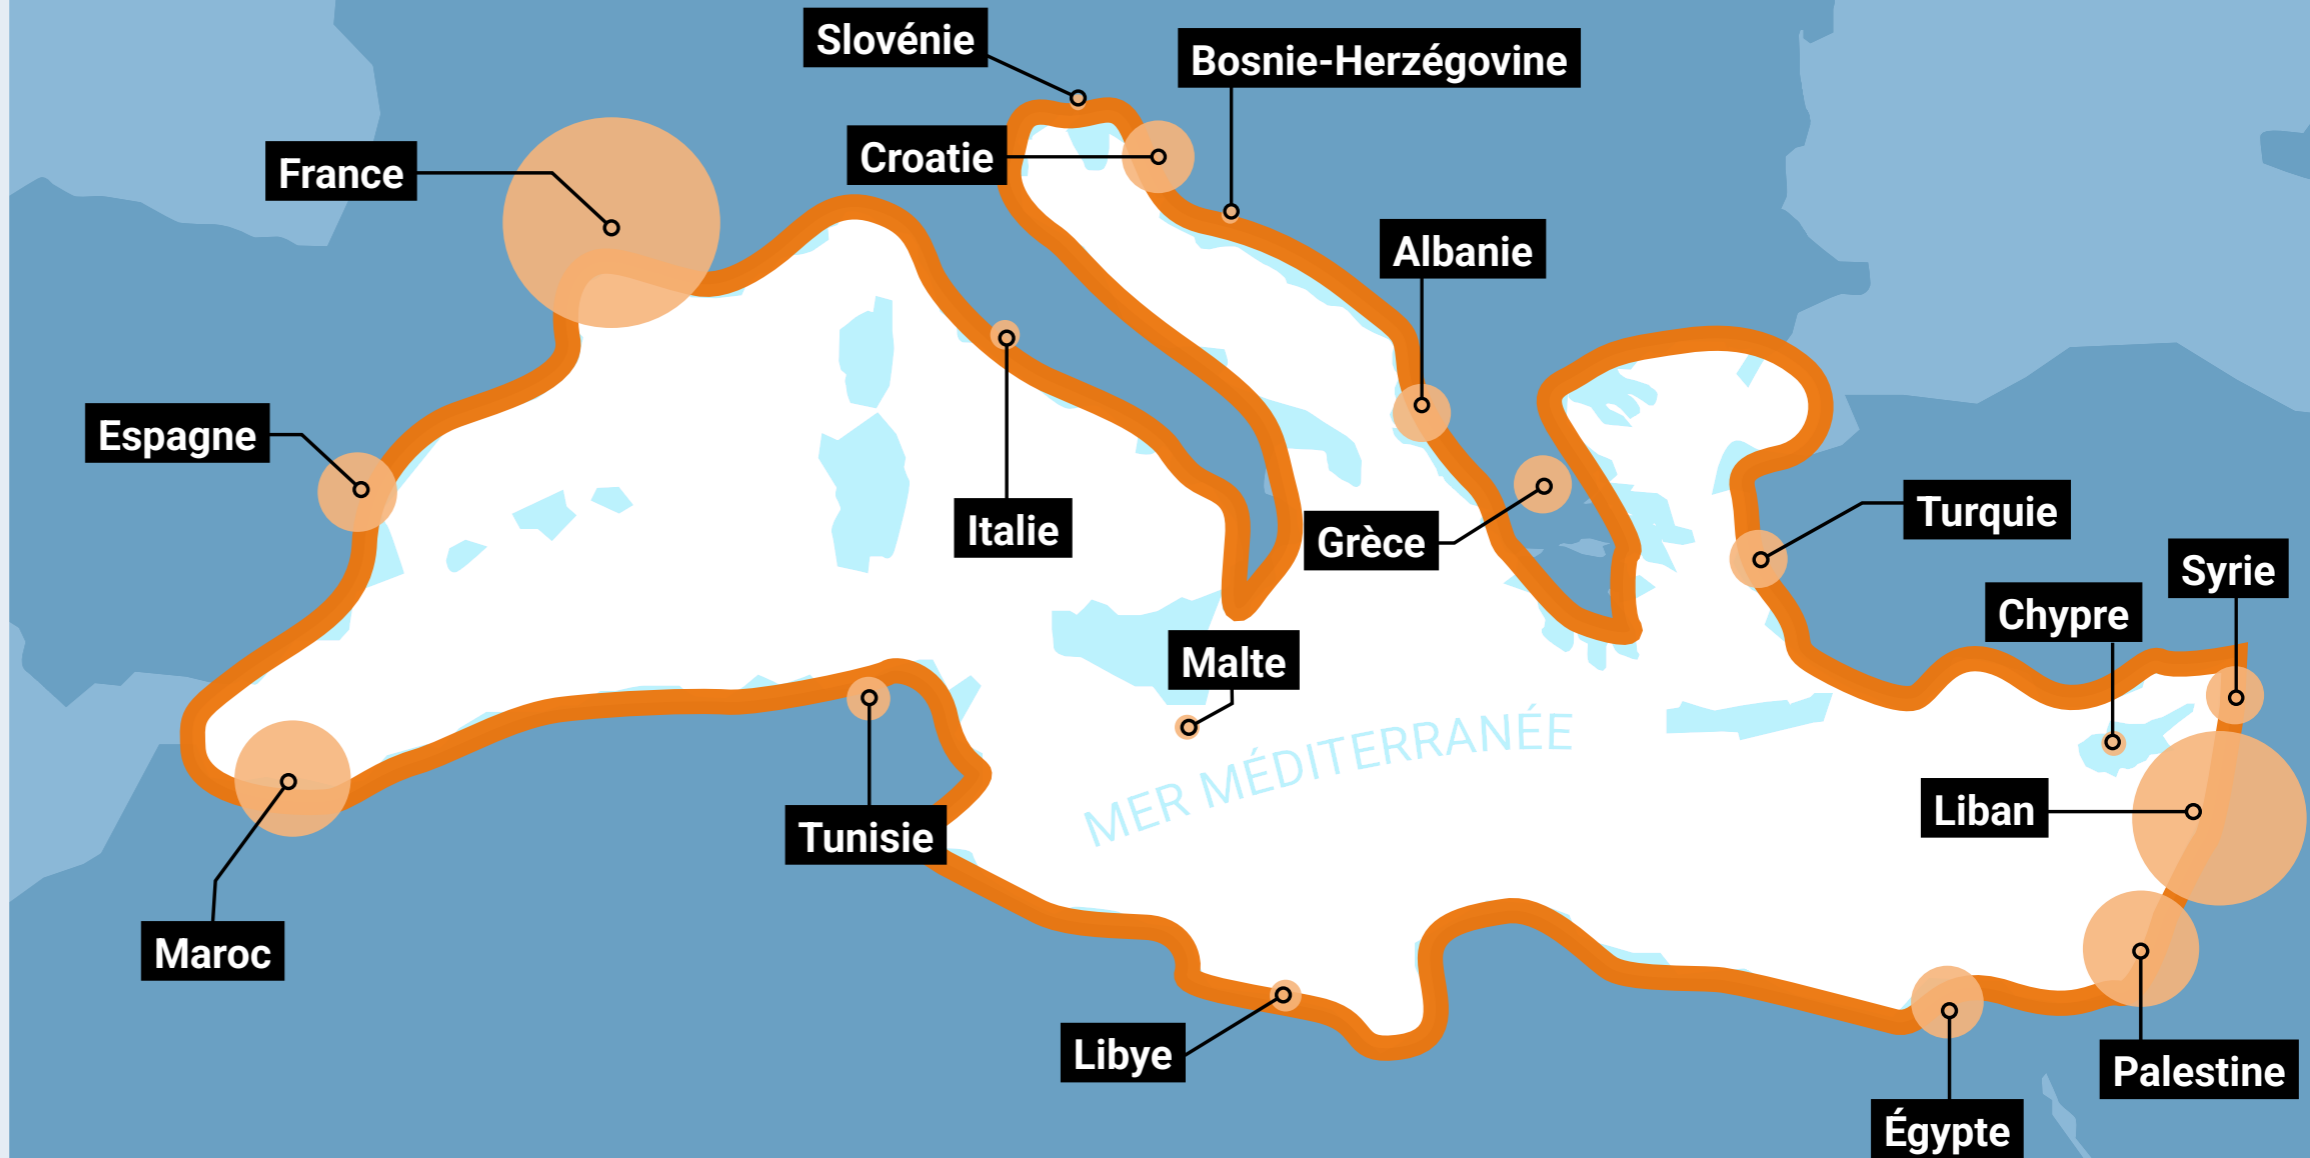 Slovénie
Bosnie-Herzégovine
France
Croatie
Albanie
Espagne
Italie
Grèce
Turquie
Syrie
Chypre
Malte
MER MÉDITERRANÉE
Liban
Tunisie
Maroc
Libye
Palestine
Égypte